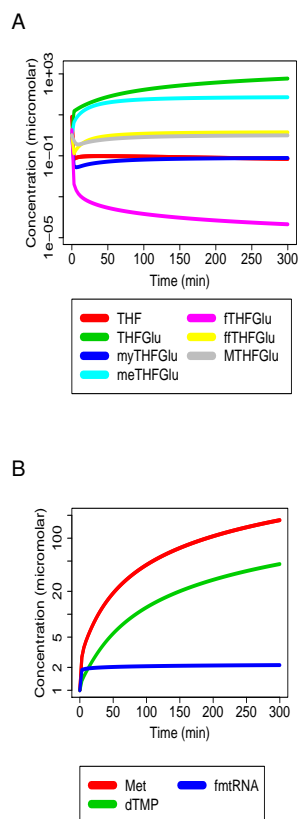 A
Concentration (micromolar)
1e+03
1e−01
1e−05
0 50 100 150 200 250 300
Time (min)
THF fTHFGlu
THFGlu ffTHFGlu
myTHFGlu MTHFGlu
meTHFGlu
B
Concentration (micromolar)
100
20
5
2
1
0 50 100 150 200 250 300
Time (min)
Met fmtRNA
dTMP